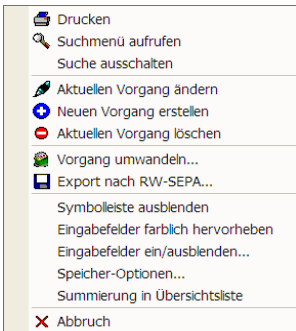 Drucken
Suchmenü aufrufen
Suche ausschalten
Aktuellen Vorgang ändern
Neuen Vorgang erstellen
Aktuellen Vorgang löschen
Vorgang umwandeln...
Export nach RW-SEPA...
Symbolleiste ausblenden
Eingabefelder farblich hervorheben
Eingabefelder ein/ausblenden...
Speicher-Optionen...
Summierung in Übersichtsliste
Abbruch